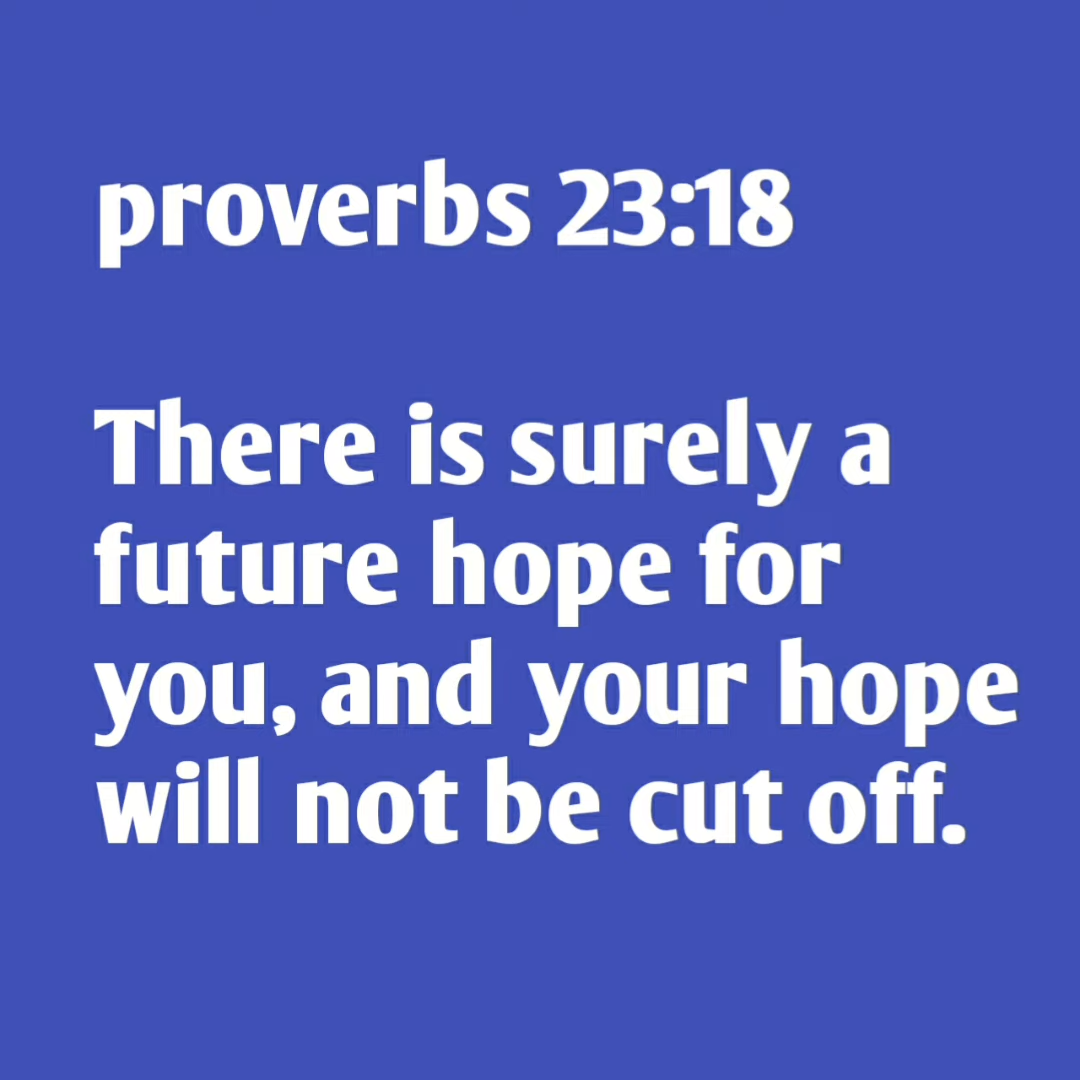 proverbs 23:18
There is surely a
future hope for
you, and your hope
will not be cut off.